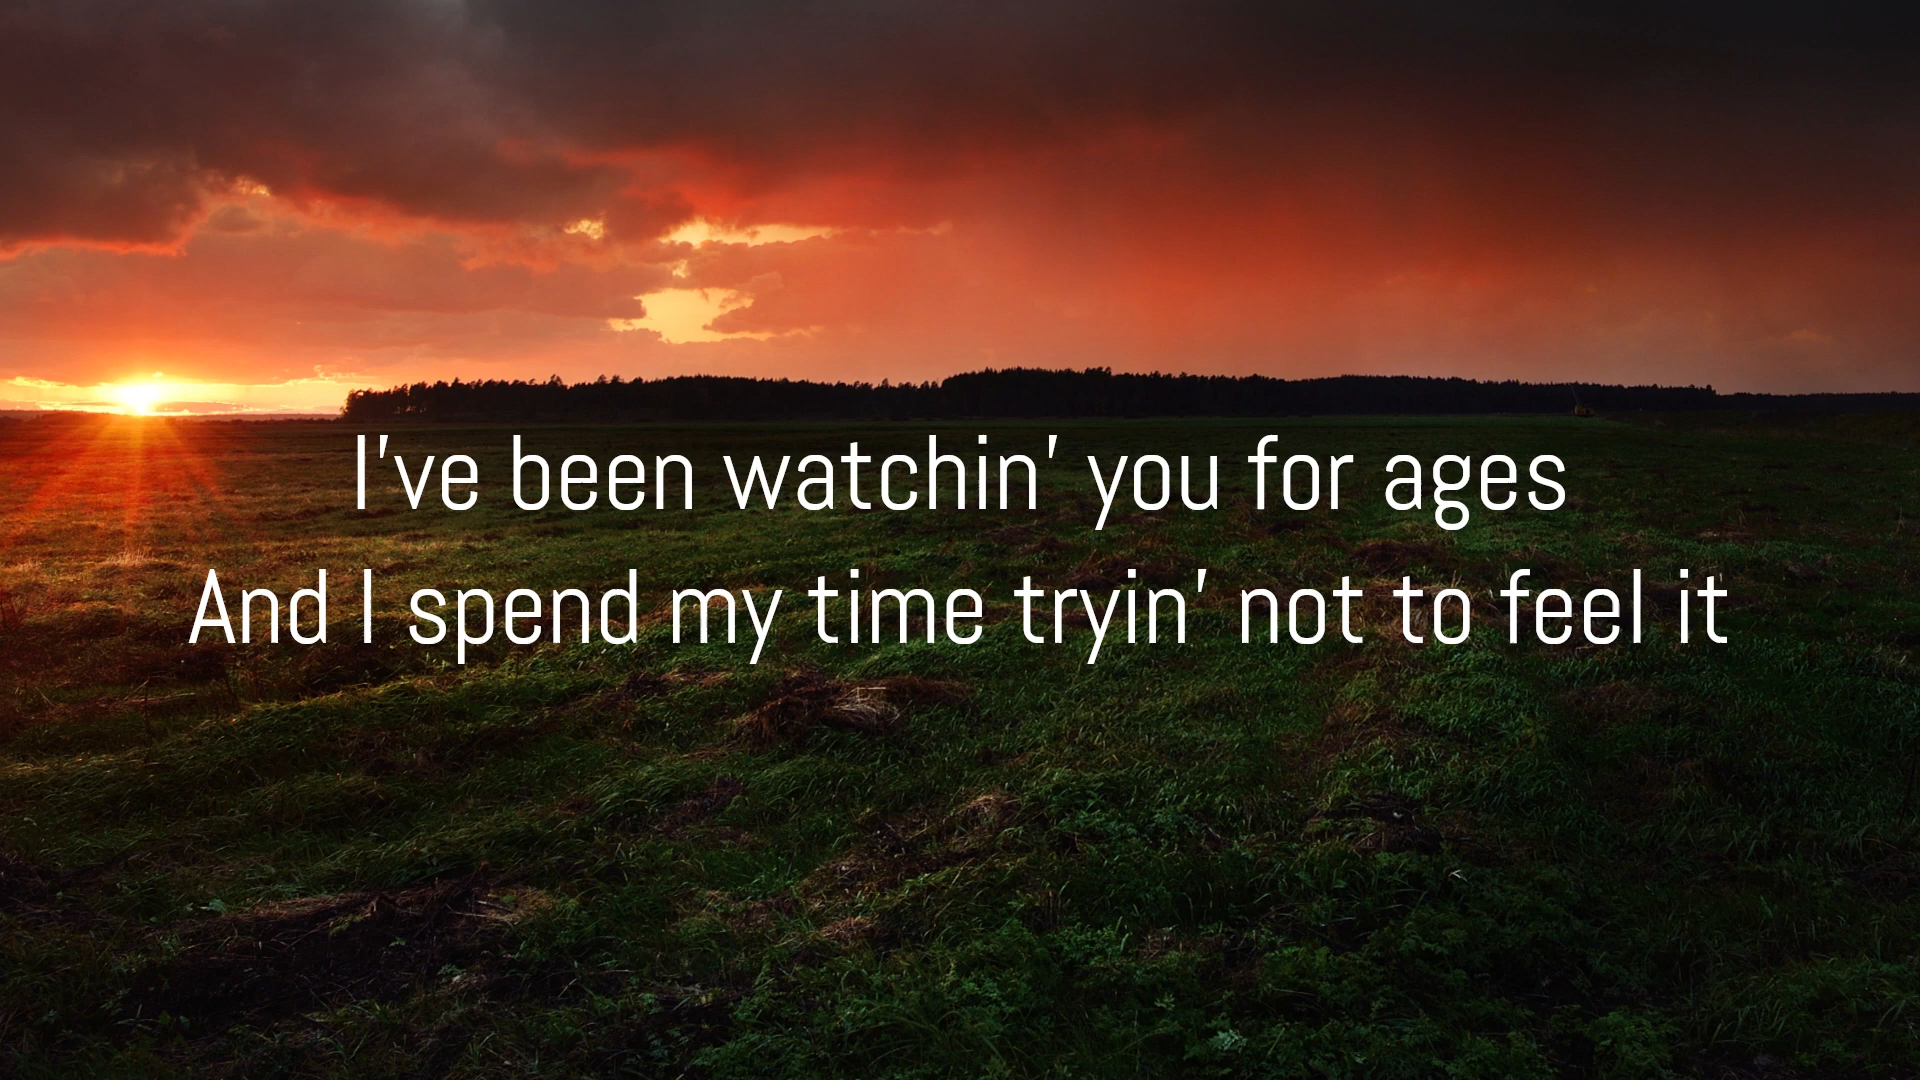 I've been watchin' you for ages
And I spend my time tryin' not to feel it